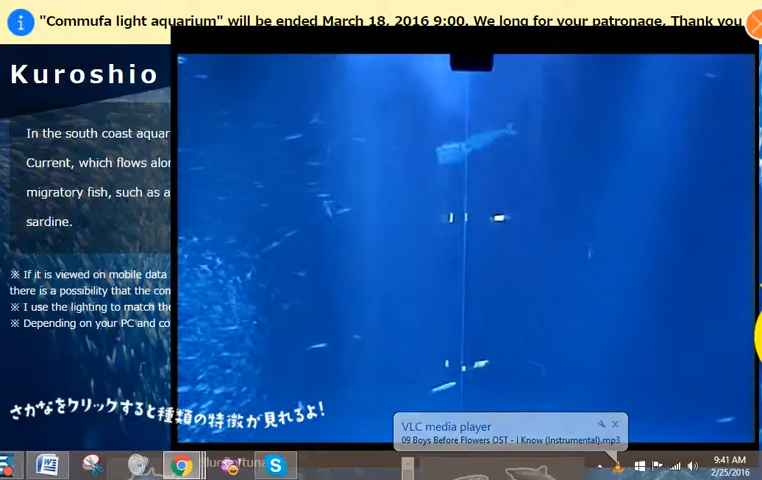 "Commufa light aquarium" will be ended March 18, 2016 9:00. We long for your patronage. Thank you
Kuroshio
In the south coast aquar
Current, which flows alon
migratory fish, such as a
sardine.
※ If it is viewed on mobile data
there is a possibility that the con
※ I use the lighting to match the
※ Depending on your PC and co
さかなをクリックすると種類の特徴が見れるよ!
VLC media player
09 Boys Before Flowers OST - I Know (Instrumental).mp3
9:41 AM
2/25/2016